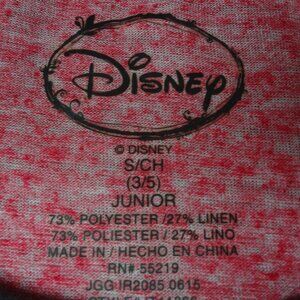 Disney
© DISNEY
S/CH
(3/5)
JUNIOR
73% POLYESTER /27% LINEN
73% POLIESTER / 27% LINO
MADE IN / HECHO EN CHINA
RN# 55219
JGG IR2085 0615